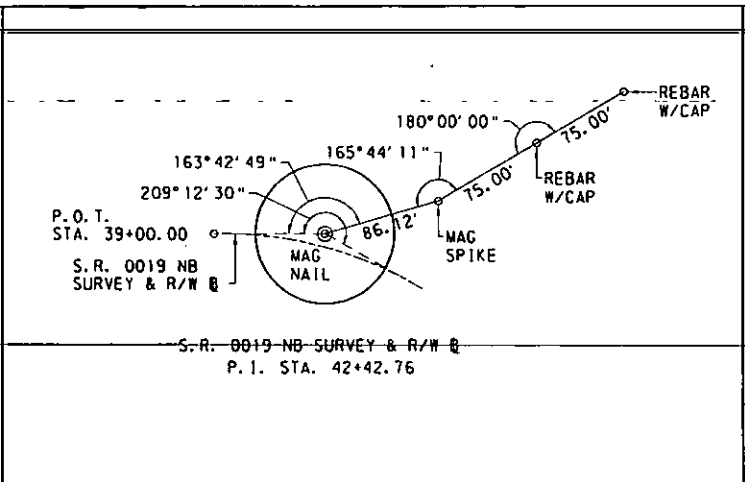 REBAR
W/CAP
180°00'00"
75.00'
165°44'11"
163°42'49"
75.00'
REBAR
W/CAP
209°12'30"
P.O.T.
STA. 39+00.00
86.12'
MAG
SPIKE
MAG
NAIL
S.R. 0019 NB
SURVEY & R/W ℄
S.R. 0019 NB SURVEY & R/W ℄
P.I. STA. 42+42.76